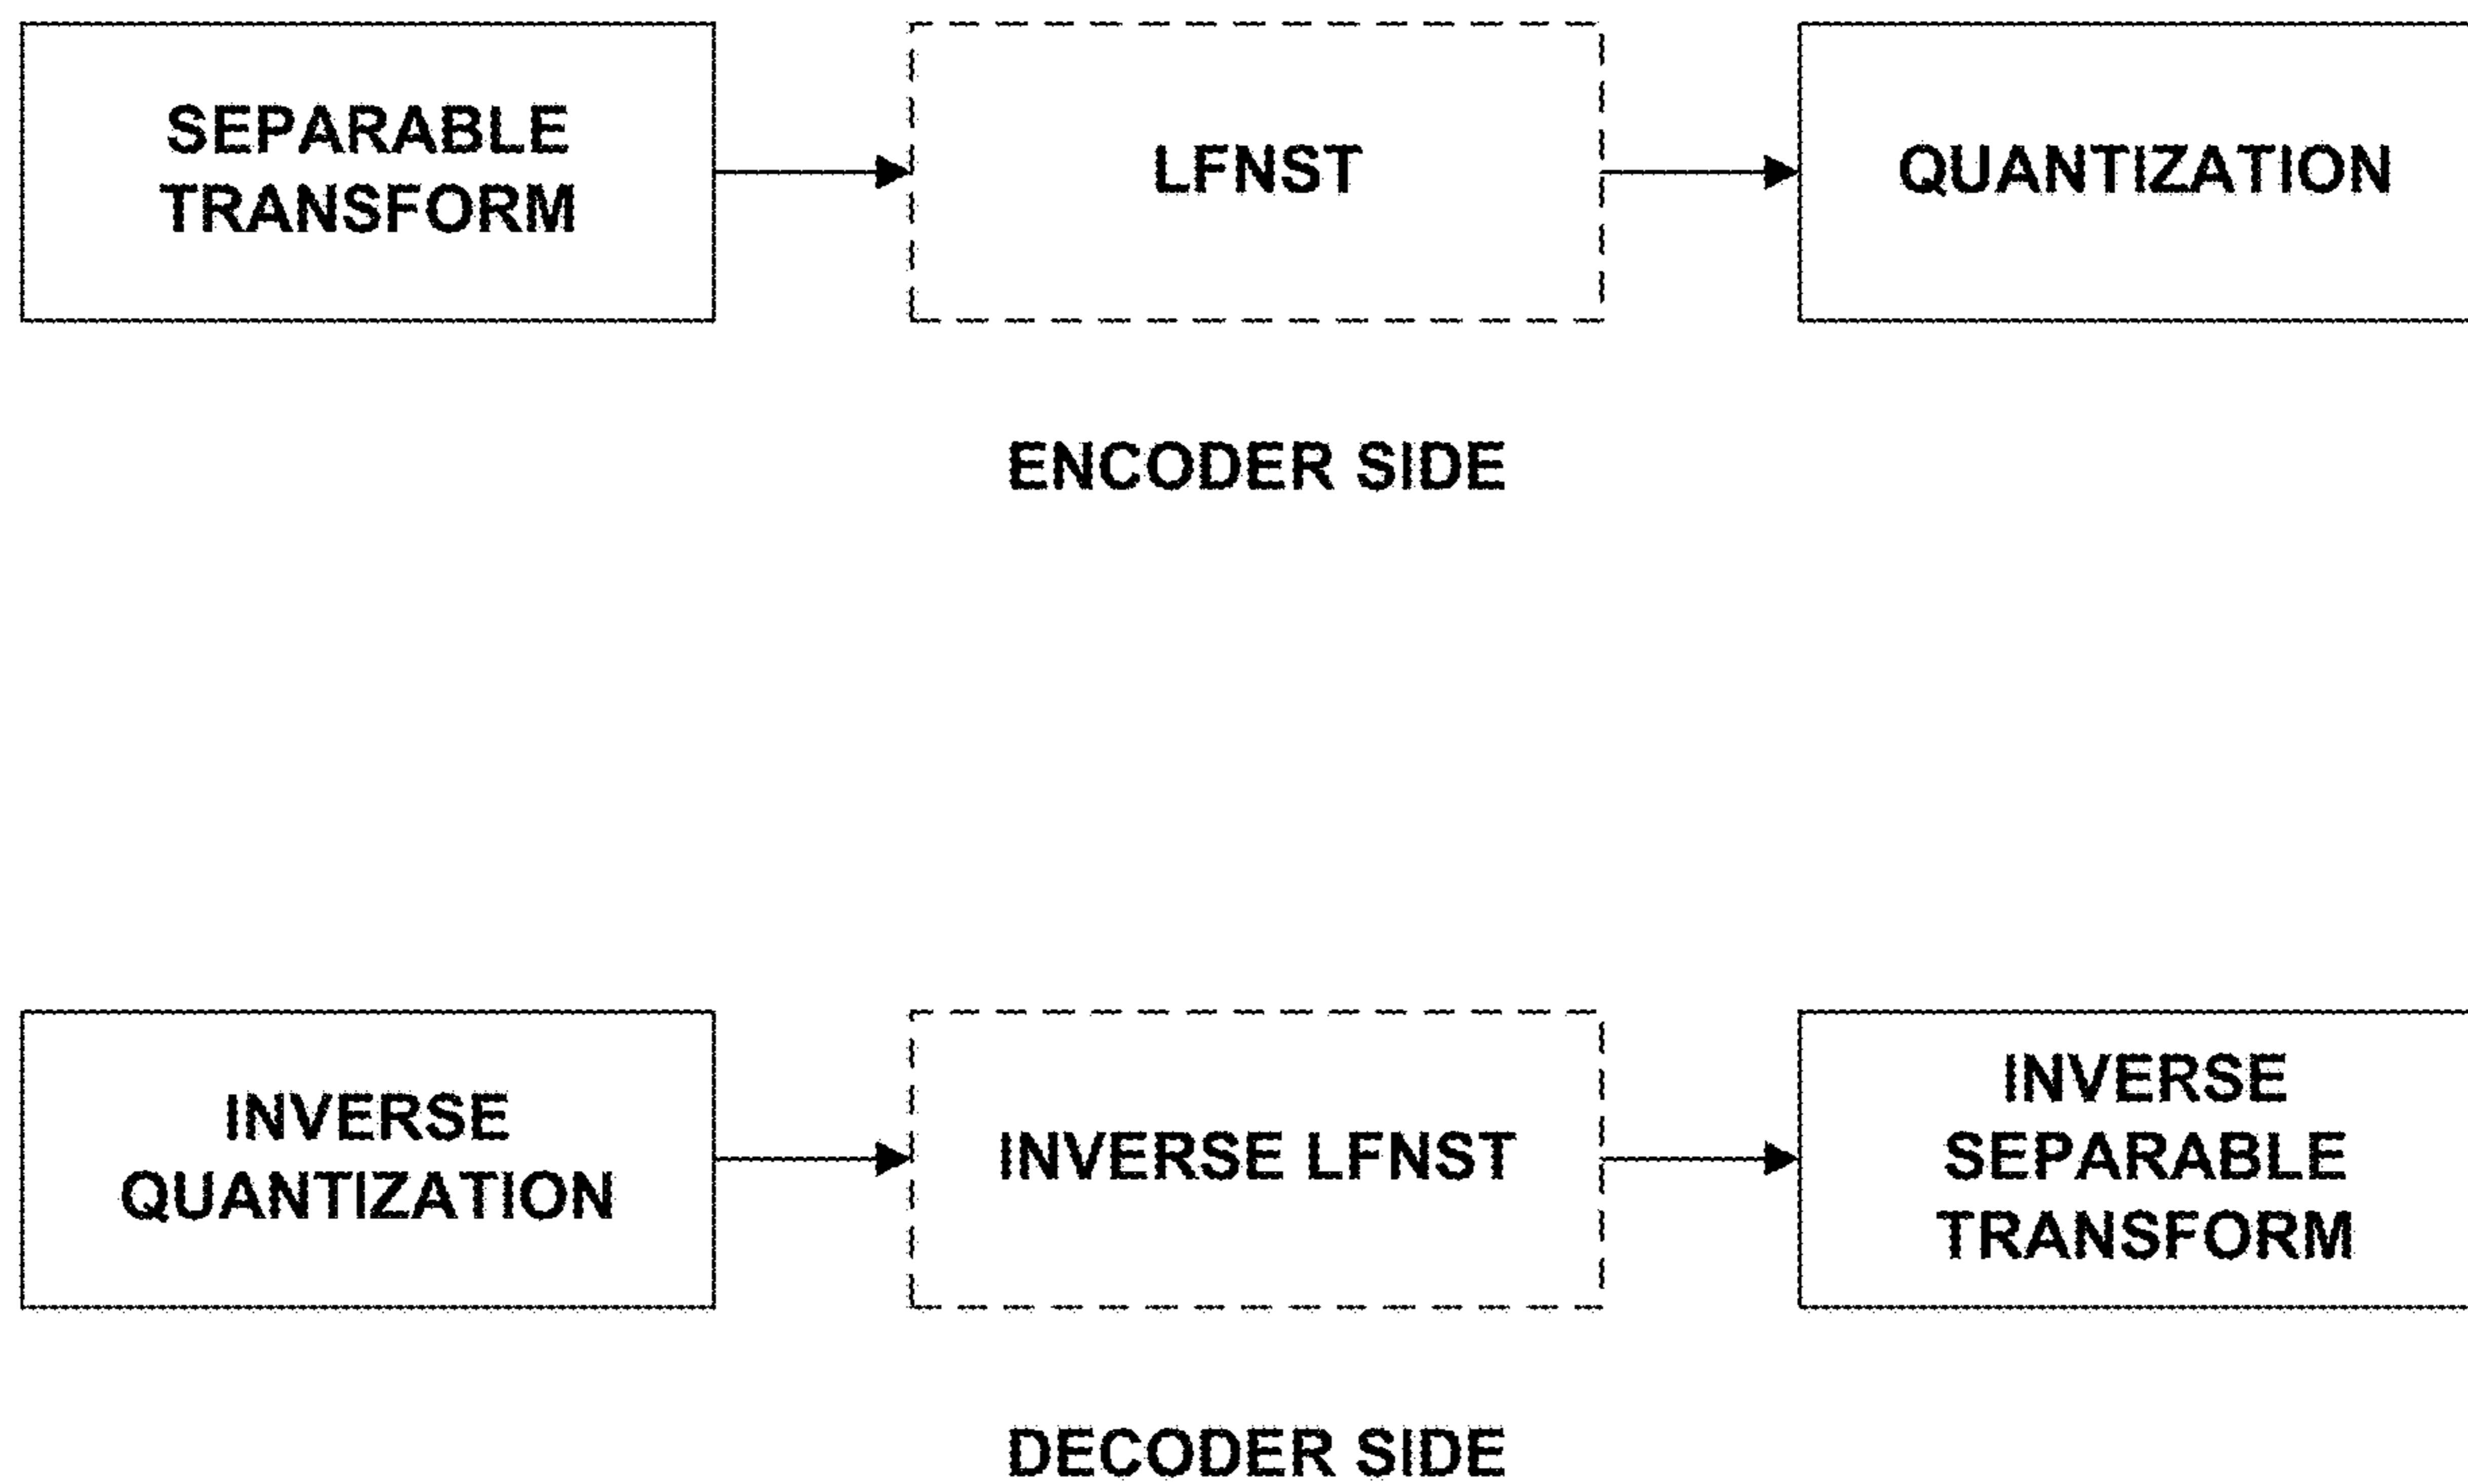 SEPARABLE
TRANSFORM
LFNST
QUANTIZATION
ENCODER SIDE
INVERSE
QUANTIZATION
INVERSE LFNST
INVERSE
SEPARABLE
TRANSFORM
DECODER SIDE